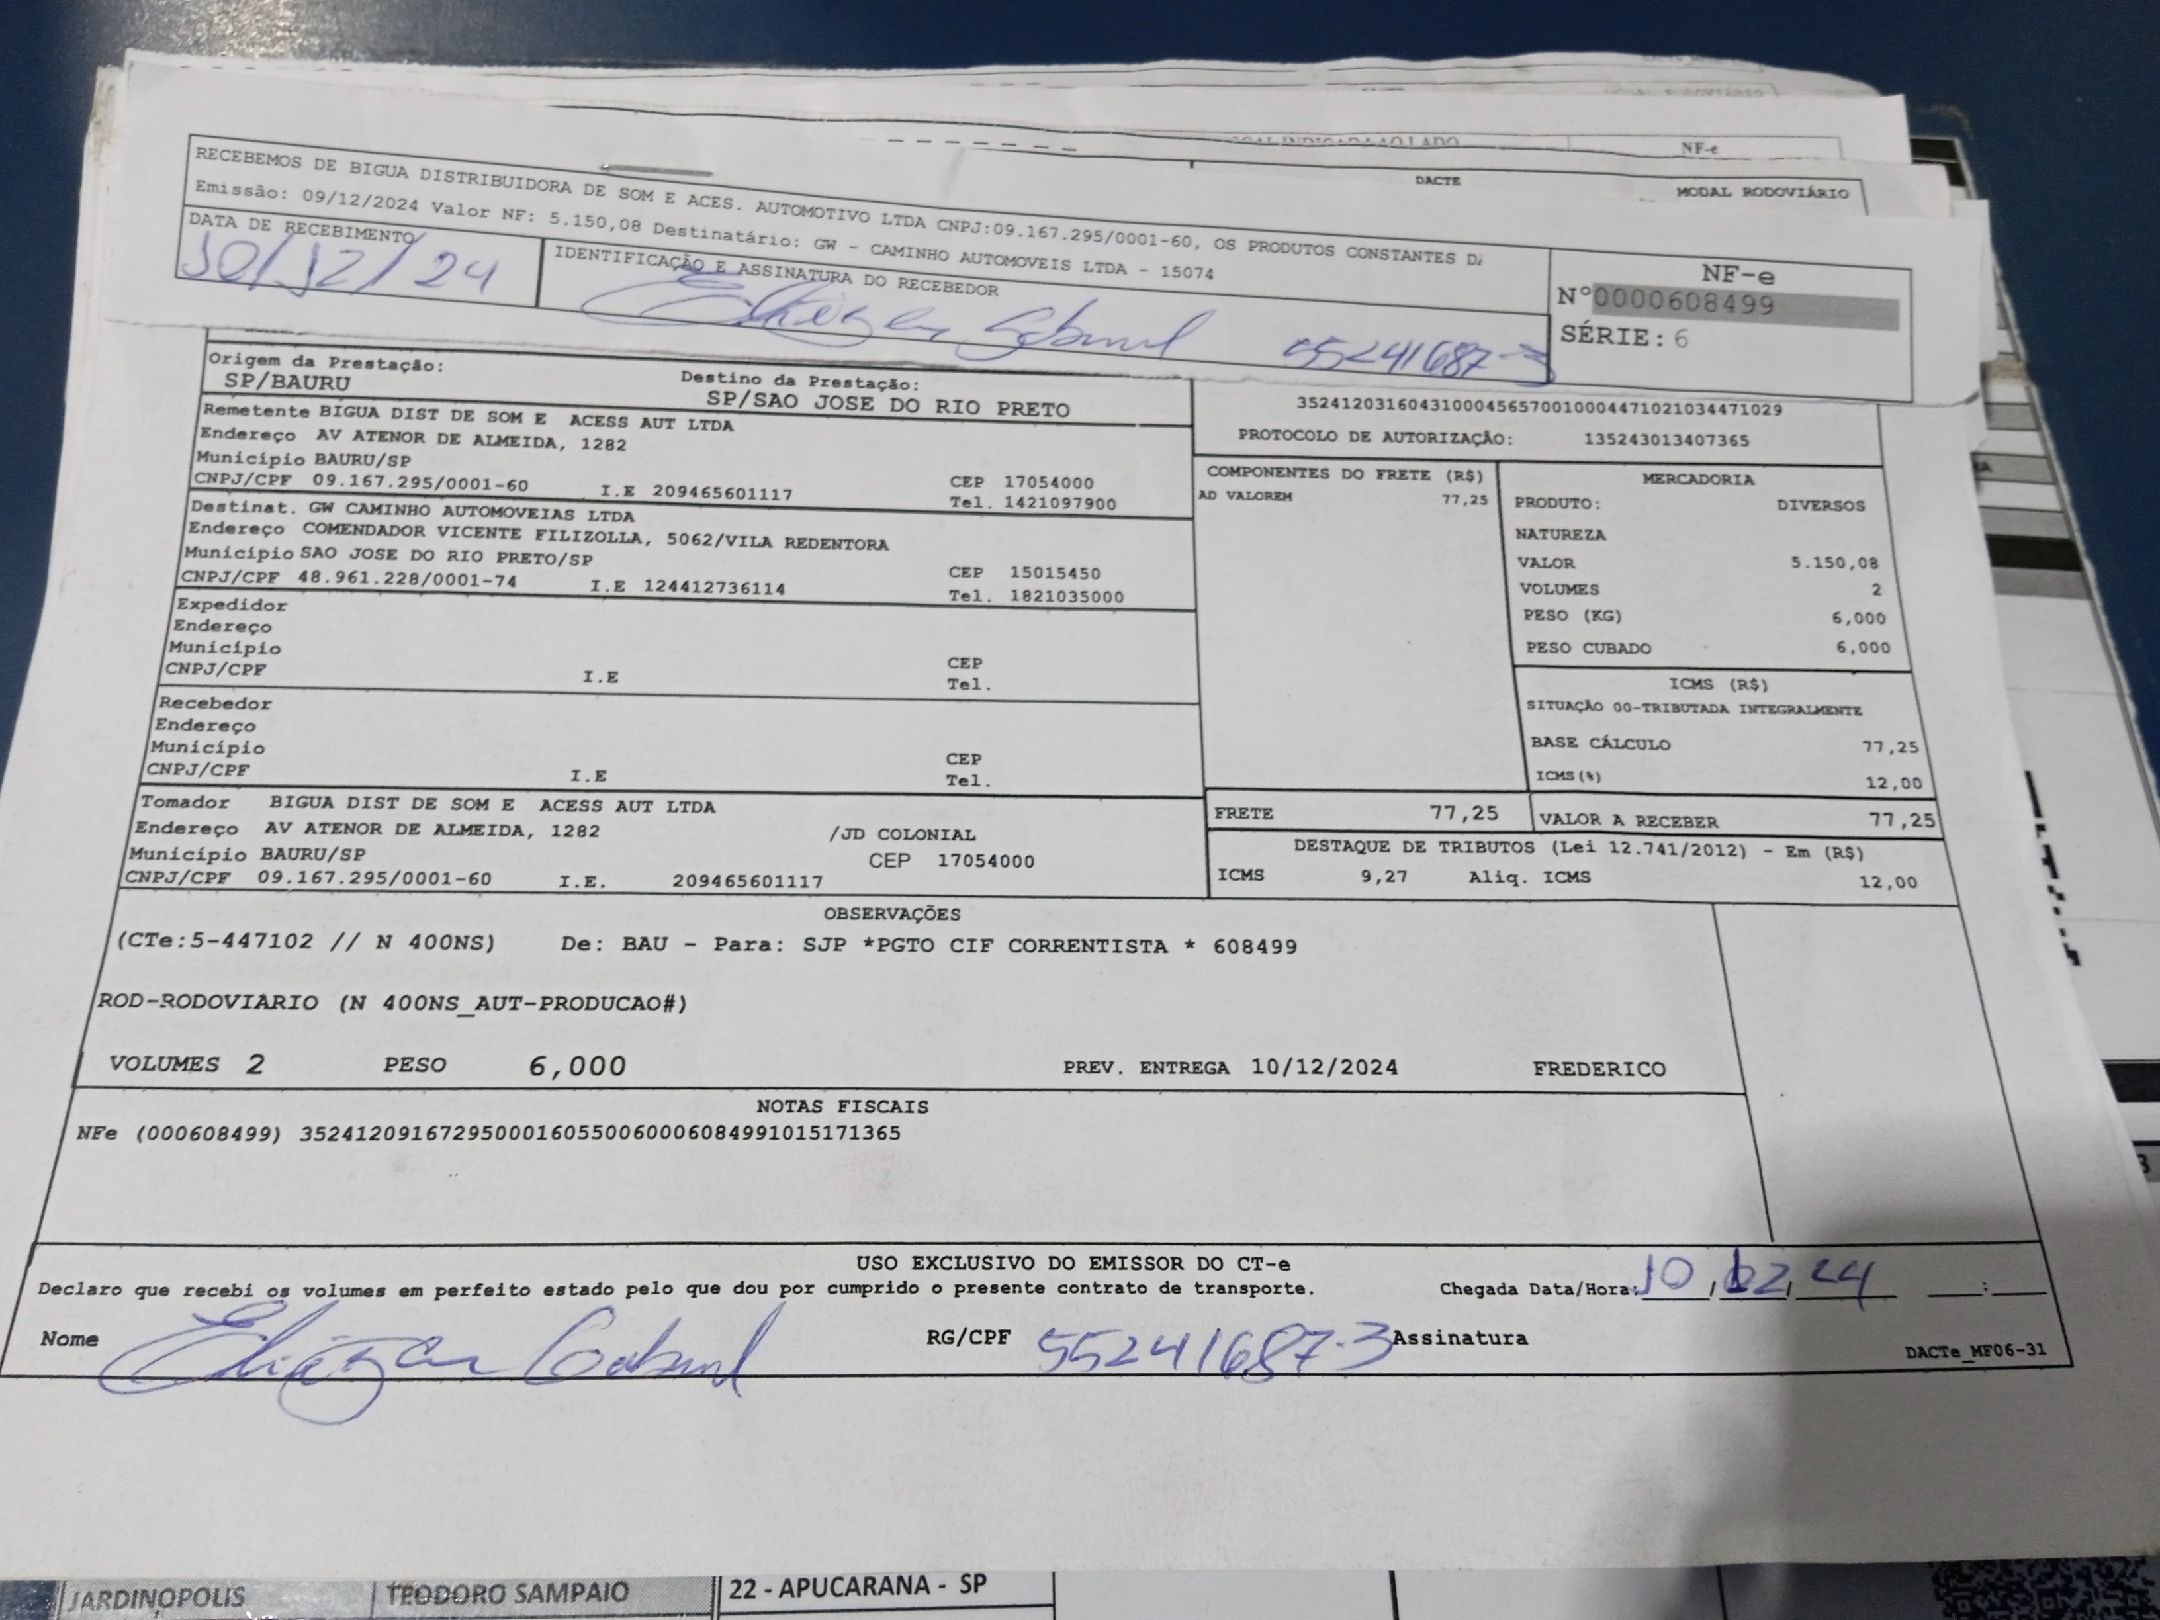 NF-e
DACTE
MODAL RODOVIÁRIO
RECEBEMOS DE BIGUA DISTRIBUIDORA DE SOM E ACES. AUTOMOTIVO LTDA CNPJ:09.167.295/0001-60, OS PRODUTOS CONSTANTES
Emissão: 09/12/2024 Valor NF: 5.150,08 Destinatário: GW - CAMINHO AUTOMOVEIS LTDA - 15074
DATA DE RECEBIMENTO
10/12/24
IDENTIFICAÇÃO E ASSINATURA DO RECEBEDOR
55241687-3
NF-e
N°0000608499
SÉRIE: 6
Origem da Prestação:
SP/BAURU
Destino da Prestação:
SP/SAO JOSE DO RIO PRETO
35241203160431000456570010004471021034471029
PROTOCOLO DE AUTORIZAÇÃO: 135243013407365
Remetente BIGUA DIST DE SOM E ACESS AUT LTDA
Endereço AV ATENOR DE ALMEIDA, 1282
Município BAURU/SP CEP 17054000
CNPJ/CPF 09.167.295/0001-60 I.E 209465601117 Tel. 1421097900
Destinat. GW CAMINHO AUTOMOVEIAS LTDA
Endereço COMENDADOR VICENTE FILIZOLLA, 5062/VILA REDENTORA
Município SAO JOSE DO RIO PRETO/SP CEP 15015450
CNPJ/CPF 48.961.228/0001-74 I.E 124412736114 Tel. 1821035000
Expedidor
Endereço
Município CEP
CNPJ/CPF I.E Tel.
Recebedor
Endereço
Município CEP
CNPJ/CPF I.E Tel.
Tomador BIGUA DIST DE SOM E ACESS AUT LTDA
Endereço AV ATENOR DE ALMEIDA, 1282 /JD COLONIAL
Município BAURU/SP CEP 17054000
CNPJ/CPF 09.167.295/0001-60 I.E. 209465601117
COMPONENTES DO FRETE (R$)
AD VALOREM 77,25
MERCADORIA
PRODUTO: DIVERSOS
NATUREZA
VALOR 5.150,08
VOLUMES 2
PESO (KG) 6,000
PESO CUBADO 6,000
ICMS (R$)
SITUAÇÃO 00-TRIBUTADA INTEGRALMENTE
BASE CÁLCULO 77,25
ICMS(%) 12,00
FRETE 77,25 VALOR A RECEBER 77,25
DESTAQUE DE TRIBUTOS (Lei 12.741/2012) - Em (R$)
ICMS 9,27 Aliq. ICMS 12,00
OBSERVAÇÕES
(CTe:5-447102 // N 400NS) De: BAU - Para: SJP *PGTO CIF CORRENTISTA * 608499
ROD-RODOVIARIO (N 400NS_AUT-PRODUCAO#)
VOLUMES 2 PESO 6,000 PREV. ENTREGA 10/12/2024 FREDERICO
NOTAS FISCAIS
NFe (000608499) 35241209167295000160550060006084991015171365
USO EXCLUSIVO DO EMISSOR DO CT-e
Declaro que recebi os volumes em perfeito estado pelo que dou por cumprido o presente contrato de transporte. Chegada Data/Hora: 10/12/24 :
Nome RG/CPF 55241687-3 Assinatura
DACTe_MF06-31
JARDINOPOLIS TEODORO SAMPAIO 22 - APUCARANA - SP